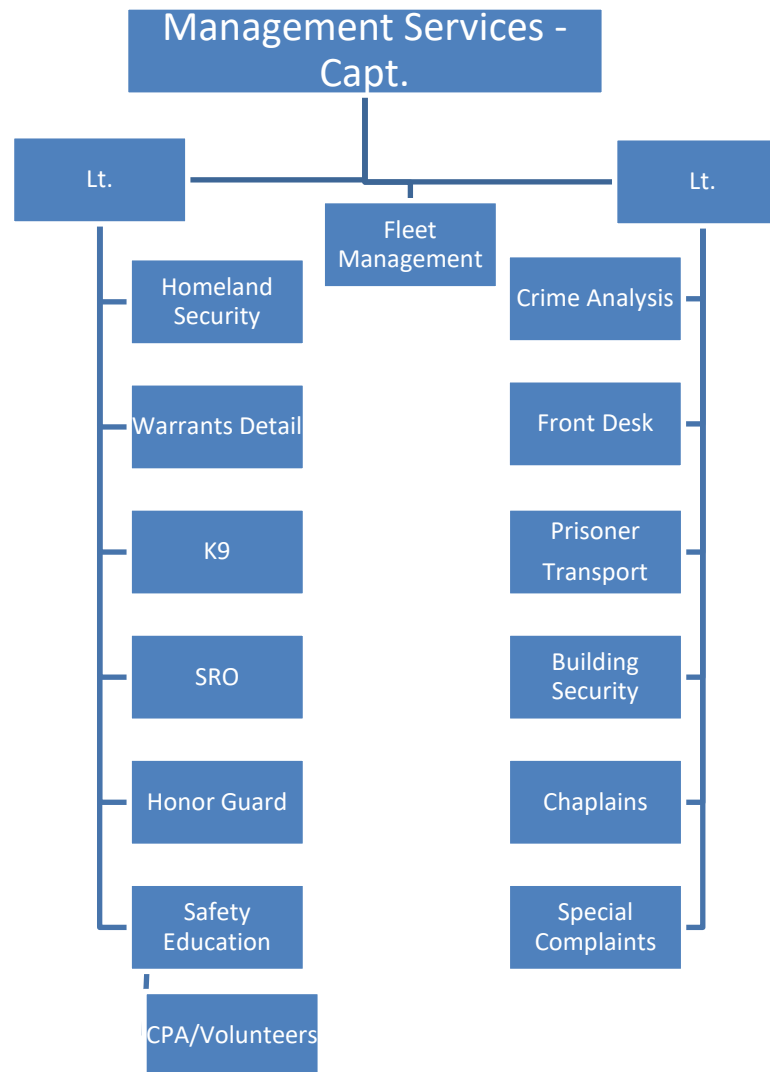 Management Services -
Capt.
Lt.
Lt.
Fleet
Management
Homeland
Security
Warrants Detail
K9
SRO
Honor Guard
Safety
Education
CPA/Volunteers
Crime Analysis
Front Desk
Prisoner
Transport
Building
Security
Chaplains
Special
Complaints